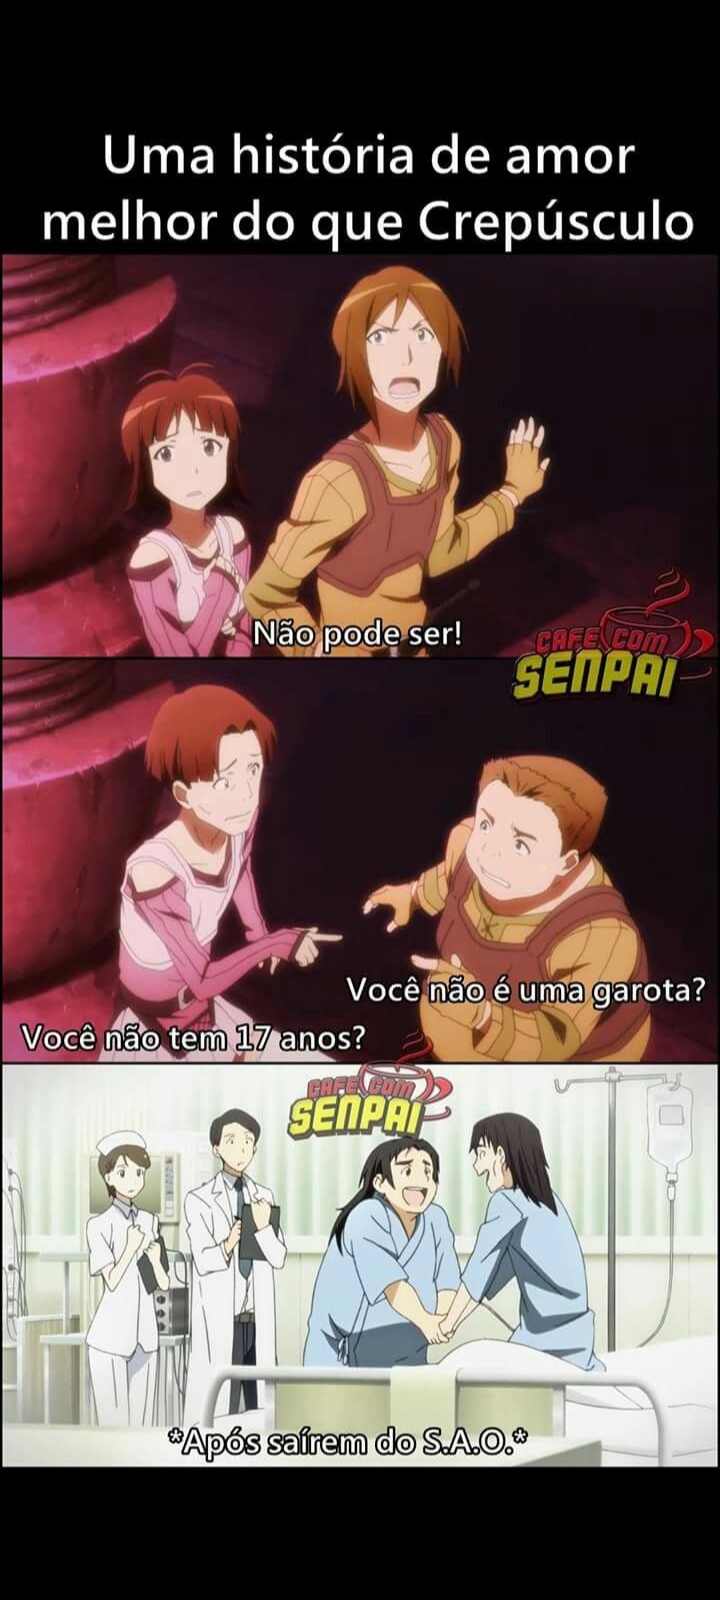 Uma história de amor
melhor do que Crepúsculo
Não pode ser!
CAFE COM
SENPAI
Você não é uma garota?
Você não tem 17 anos?
CAFE COM
SENPAI
*Após saírem do S.A.O.*